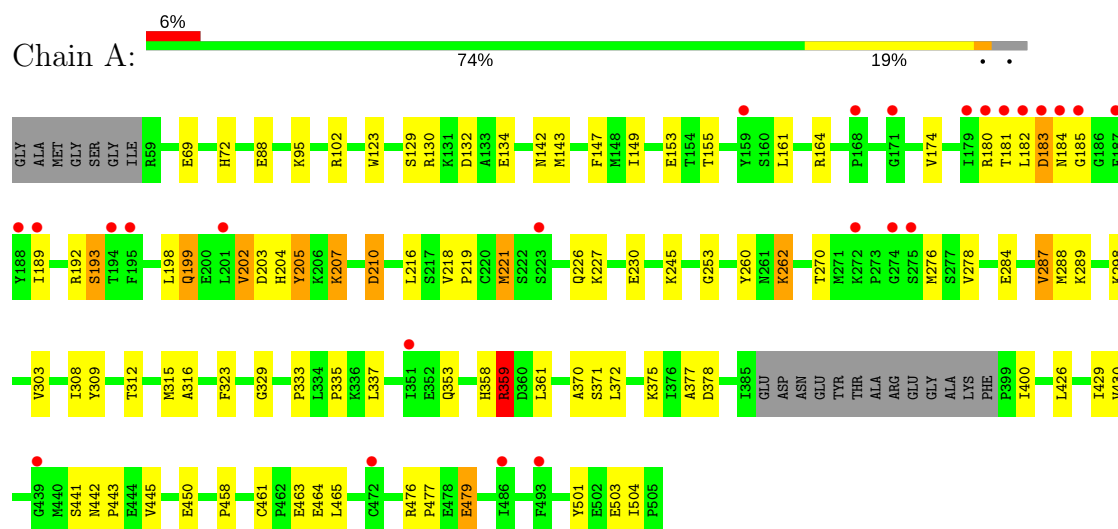 6%
Chain A:
74% 19% • •
GLY ALA MET GLY SER GLY ILE R59 E69 H72 E88 K95 R102 W123 S129 R130 K131 D132 A133 E134 N142 M143 F147 M148 I149 E153 T154 T155 Y159 S160 L161 R164 P168 G171 V174 I179 R180 T181 L182 D183 N184 G185 G186 E187
Y188 I189 R192 S193 T194 F195 L198 Q199 E200 L201 V202 D203 H204 Y205 K206 K207 D210 L216 S217 V218 P219 C220 M221 S222 S223 Q226 K227 E230 K245 G253 Y260 N261 K262 T270 M271 K272 P273 G274 S275 M276 S277 V278 E284 V287 M288 K289 K298
V303 I308 Y309 T312 M315 A316 F323 G329 P333 L334 P335 K336 L337 I351 E352 Q353 H358 R359 D360 L361 A370 S371 L372 K375 I376 A377 D378 I385 GLU ASP ASN GLU TYR THR ALA ARG GLU GLY ALA LYS PHE P399 I400 L426 I429 V430
G439 M440 S441 N442 P443 E444 V445 E450 P458 C461 P462 E463 E464 L465 C472 R476 P477 E478 E479 I486 F493 Y501 E502 E503 I504 P505